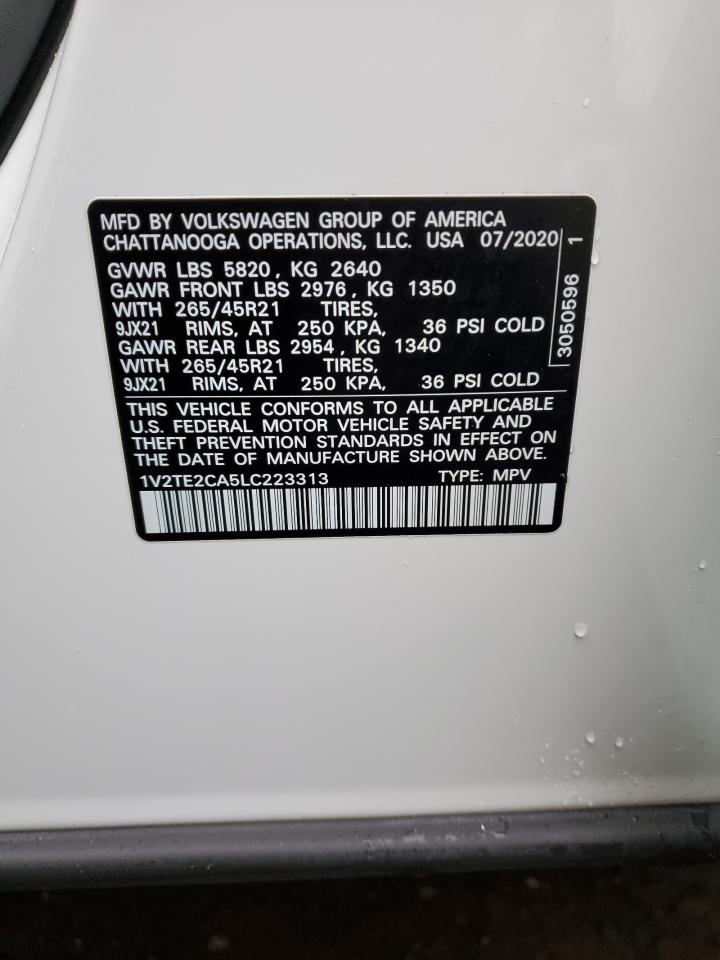 MFD BY VOLKSWAGEN GROUP OF AMERICA
CHATTANOOGA OPERATIONS, LLC. USA 07/2020
GVWR LBS 5820, KG 2640
GAWR FRONT LBS 2976, KG 1350
WITH 265/45R21 TIRES,
9JX21 RIMS, AT 250 KPA, 36 PSI COLD
GAWR REAR LBS 2954, KG 1340
WITH 265/45R21 TIRES,
9JX21 RIMS, AT 250 KPA, 36 PSI COLD
3050596 1
THIS VEHICLE CONFORMS TO ALL APPLICABLE
U.S. FEDERAL MOTOR VEHICLE SAFETY AND
THEFT PREVENTION STANDARDS IN EFFECT ON
THE DATE OF MANUFACTURE SHOWN ABOVE.
1V2TE2CA5LC223313 TYPE: MPV